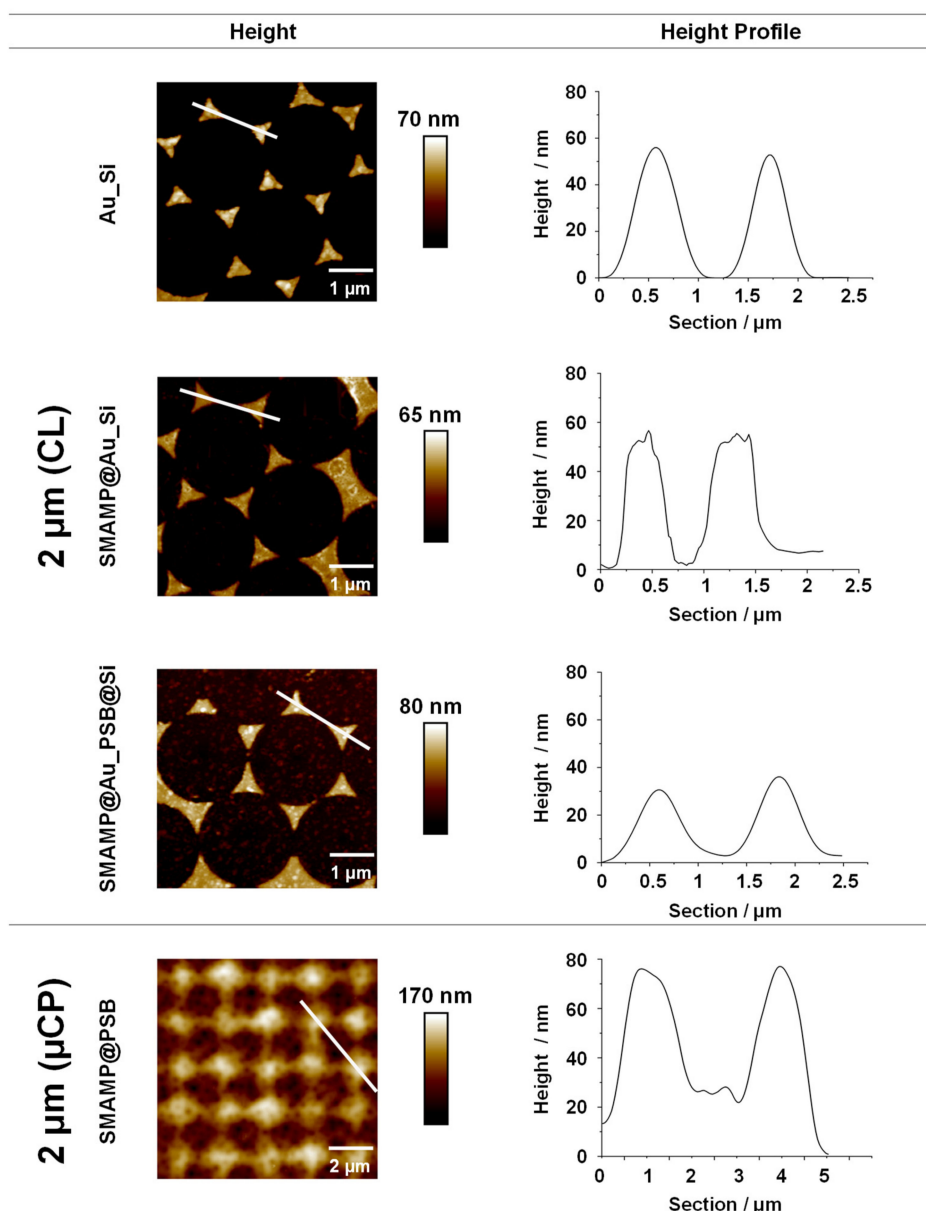 Height Height Profile
2 µm (CL)
Au_Si
70 nm
1 µm
Height / nm
80
60
40
20
0
0 0.5 1 1.5 2 2.5
Section / µm
SMAMP@Au_Si
65 nm
1 µm
Height / nm
80
60
40
20
0
0 0.5 1 1.5 2 2.5
Section / µm
SMAMP@Au_PSB@Si
80 nm
1 µm
Height / nm
80
60
40
20
0
0 0.5 1 1.5 2 2.5
Section / µm
2 µm (µCP)
SMAMP@PSB
170 nm
2 µm
Height / nm
80
60
40
20
0
0 1 2 3 4 5
Section / µm